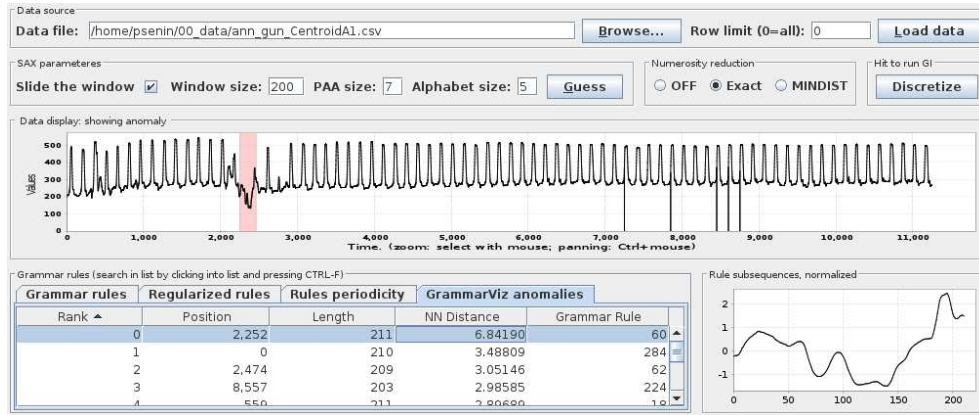 Data source
Data file: /home/psenin/00_data/ann_gun_CentroidA1.csv Browse... Row limit (0=all): 0 Load data
SAX parameteres Numerosity reduction Hit to run GI
Slide the window Window size: 200 PAA size: 7 Alphabet size: 5 Guess OFF Exact MINDIST Discretize
Data display: showing anomaly
Values
500
400
300
200
100
0
0 1,000 2,000 3,000 4,000 5,000 6,000 7,000 8,000 9,000 10,000 11,000
Time. (zoom: select with mouse; panning: Ctrl+mouse)
Grammar rules (search in list by clicking into list and pressing CTRL-F) Rule subsequences, normalized
Grammar rules Regularized rules Rules periodicity GrammarViz anomalies
Rank Position Length NN Distance Grammar Rule
0 2,252 211 6.84190 60
1 0 210 3.48809 284
2 2,474 209 3.05146 62
3 8,557 203 2.98585 224
4 559 211 2.89689 18
2
1
0
-1
0 50 100 150 200